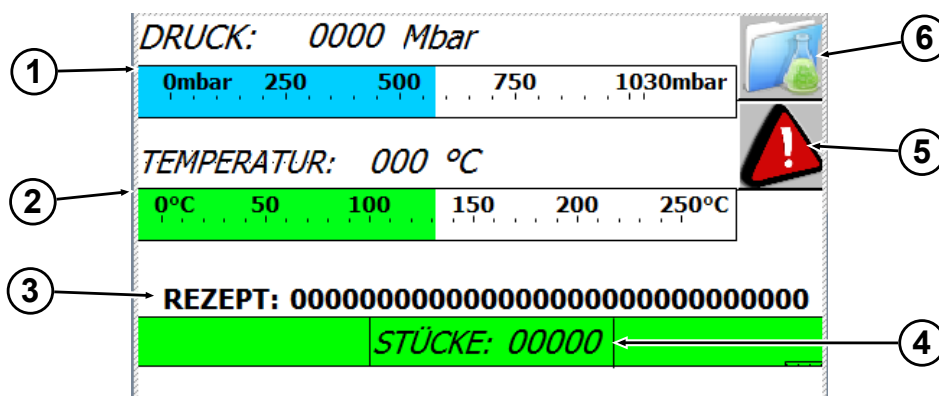 DRUCK: 0000 Mbar
6
1
0mbar 250 500 750 1030mbar
5
TEMPERATUR: 000 °C
2
0°C 50 100 150 200 250°C
3
REZEPT: 00000000000000000000000000000
STÜCKE: 00000
4